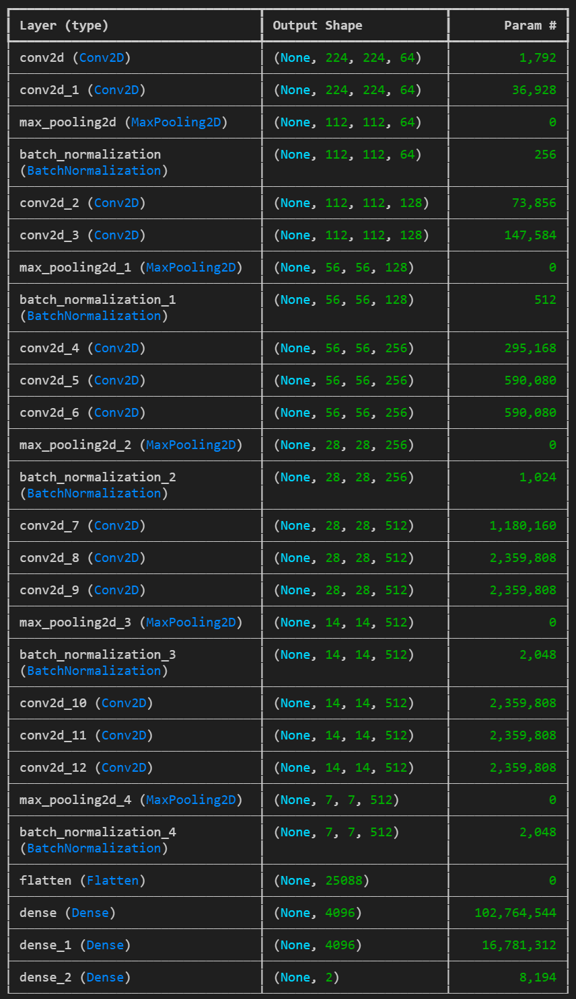 Layer (type) Output Shape Param #
conv2d (Conv2D) (None, 224, 224, 64) 1,792
conv2d_1 (Conv2D) (None, 224, 224, 64) 36,928
max_pooling2d (MaxPooling2D) (None, 112, 112, 64) 0
batch_normalization (None, 112, 112, 64) 256
(BatchNormalization)
conv2d_2 (Conv2D) (None, 112, 112, 128) 73,856
conv2d_3 (Conv2D) (None, 112, 112, 128) 147,584
max_pooling2d_1 (MaxPooling2D) (None, 56, 56, 128) 0
batch_normalization_1 (None, 56, 56, 128) 512
(BatchNormalization)
conv2d_4 (Conv2D) (None, 56, 56, 256) 295,168
conv2d_5 (Conv2D) (None, 56, 56, 256) 590,080
conv2d_6 (Conv2D) (None, 56, 56, 256) 590,080
max_pooling2d_2 (MaxPooling2D) (None, 28, 28, 256) 0
batch_normalization_2 (None, 28, 28, 256) 1,024
(BatchNormalization)
conv2d_7 (Conv2D) (None, 28, 28, 512) 1,180,160
conv2d_8 (Conv2D) (None, 28, 28, 512) 2,359,808
conv2d_9 (Conv2D) (None, 28, 28, 512) 2,359,808
max_pooling2d_3 (MaxPooling2D) (None, 14, 14, 512) 0
batch_normalization_3 (None, 14, 14, 512) 2,048
(BatchNormalization)
conv2d_10 (Conv2D) (None, 14, 14, 512) 2,359,808
conv2d_11 (Conv2D) (None, 14, 14, 512) 2,359,808
conv2d_12 (Conv2D) (None, 14, 14, 512) 2,359,808
max_pooling2d_4 (MaxPooling2D) (None, 7, 7, 512) 0
batch_normalization_4 (None, 7, 7, 512) 2,048
(BatchNormalization)
flatten (Flatten) (None, 25088) 0
dense (Dense) (None, 4096) 102,764,544
dense_1 (Dense) (None, 4096) 16,781,312
dense_2 (Dense) (None, 2) 8,194